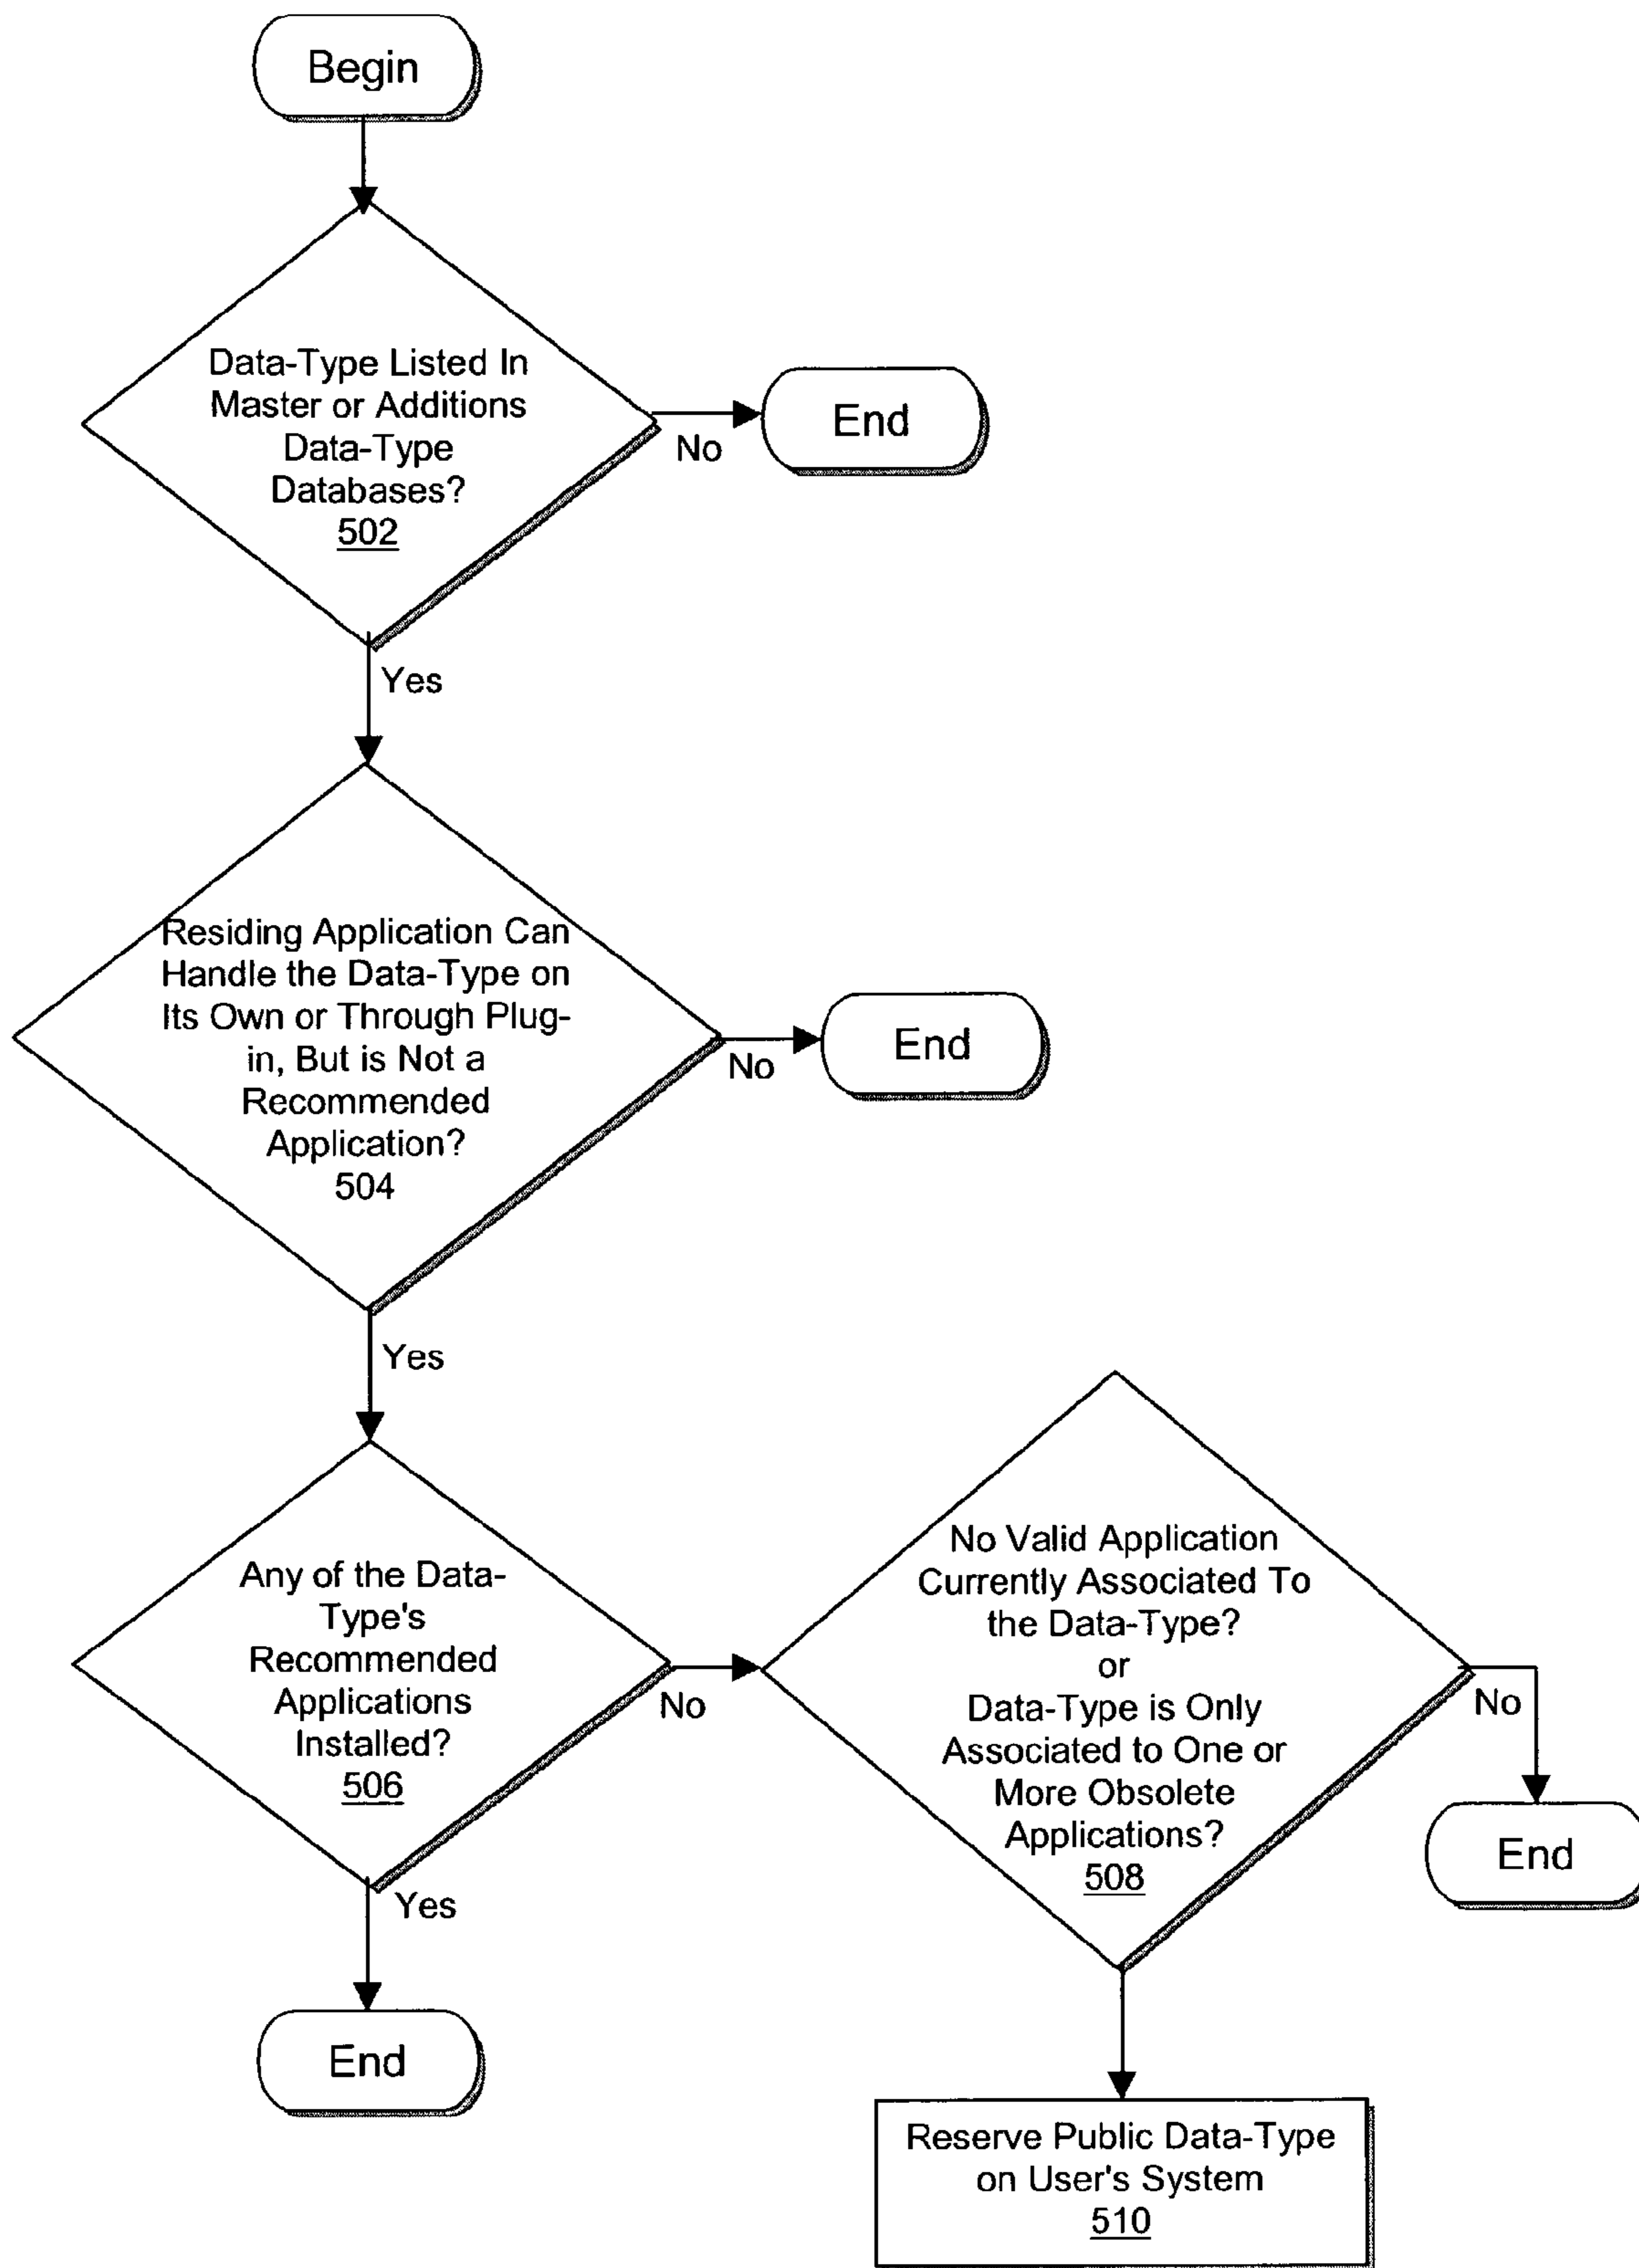 Begin
Data-Type Listed In
Master or Additions
Data-Type
Databases?
502
No
End
Yes
Residing Application Can
Handle the Data-Type on
Its Own or Through Plug-
in, But is Not a
Recommended
Application?
504
No
End
Yes
Any of the Data-
Type's
Recommended
Applications
Installed?
506
No
Yes
End
No Valid Application
Currently Associated To
the Data-Type?
or
Data-Type is Only
Associated to One or
More Obsolete
Applications?
508
No
End
Reserve Public Data-Type
on User's System
510